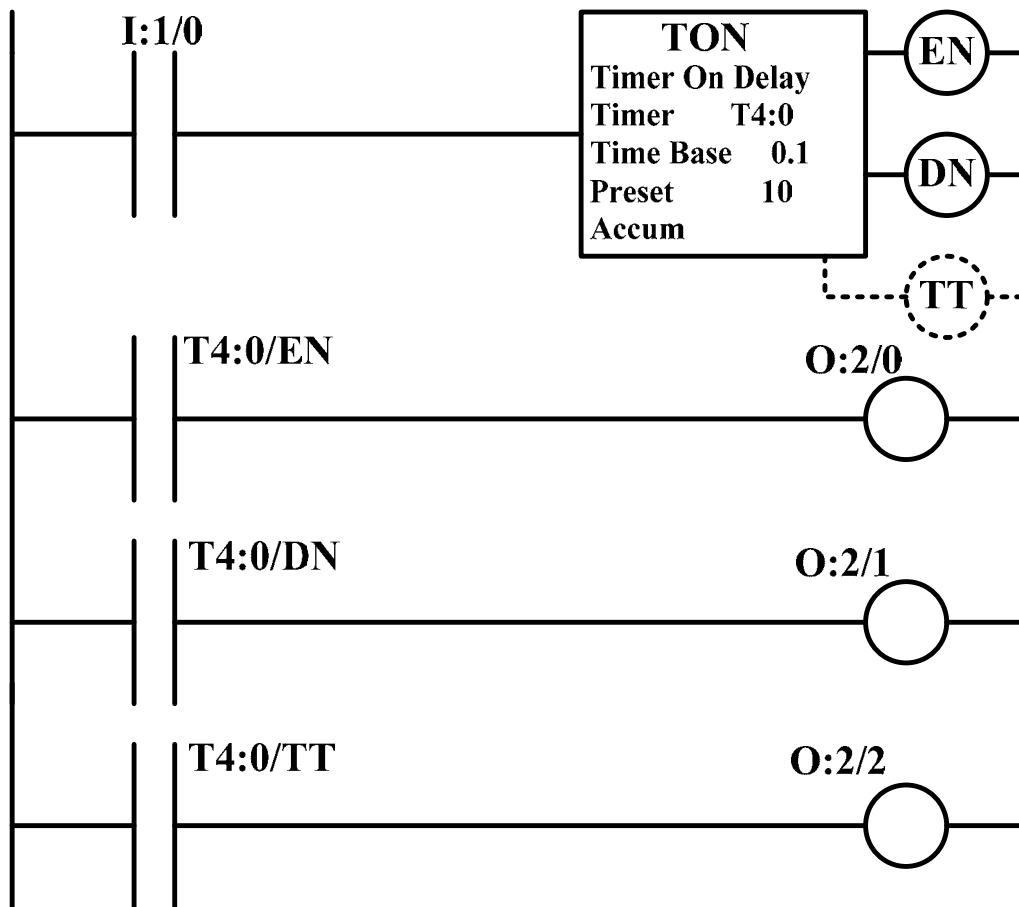 I:1/0
TON
Timer On Delay
Timer T4:0
Time Base 0.1
Preset 10
Accum
EN
DN
TT
T4:0/EN
O:2/0
T4:0/DN
O:2/1
T4:0/TT
O:2/2